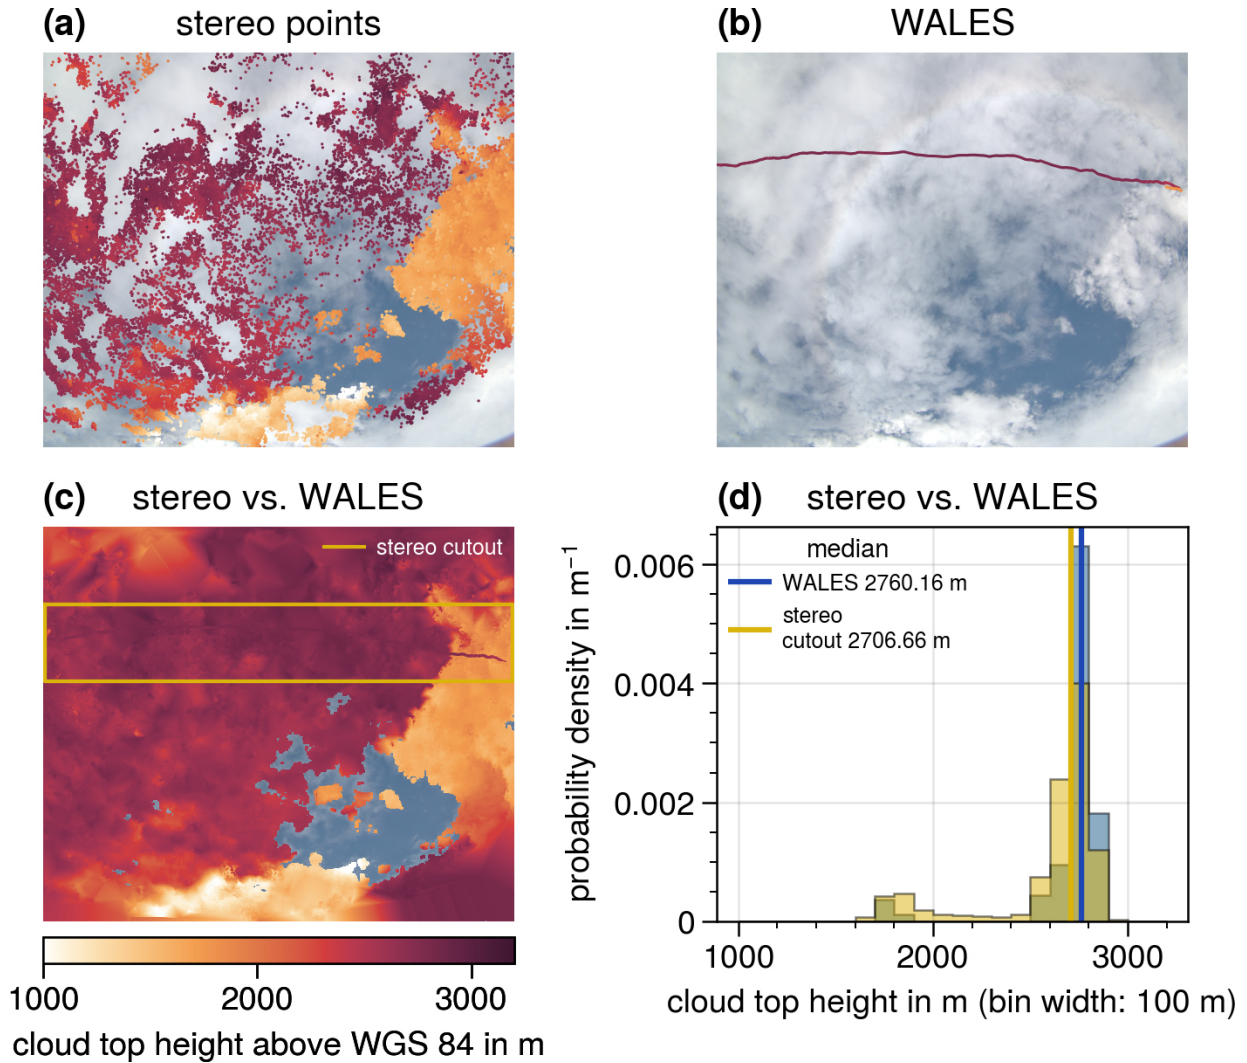 (a) stereo points
(b) WALES
(c) stereo vs. WALES
stereo cutout
1000 2000 3000
cloud top height above WGS 84 in m
(d) stereo vs. WALES
median
WALES 2760.16 m
stereo
cutout 2706.66 m
probability density in m⁻¹
0.006
0.004
0.002
0
1000 2000 3000
cloud top height in m (bin width: 100 m)